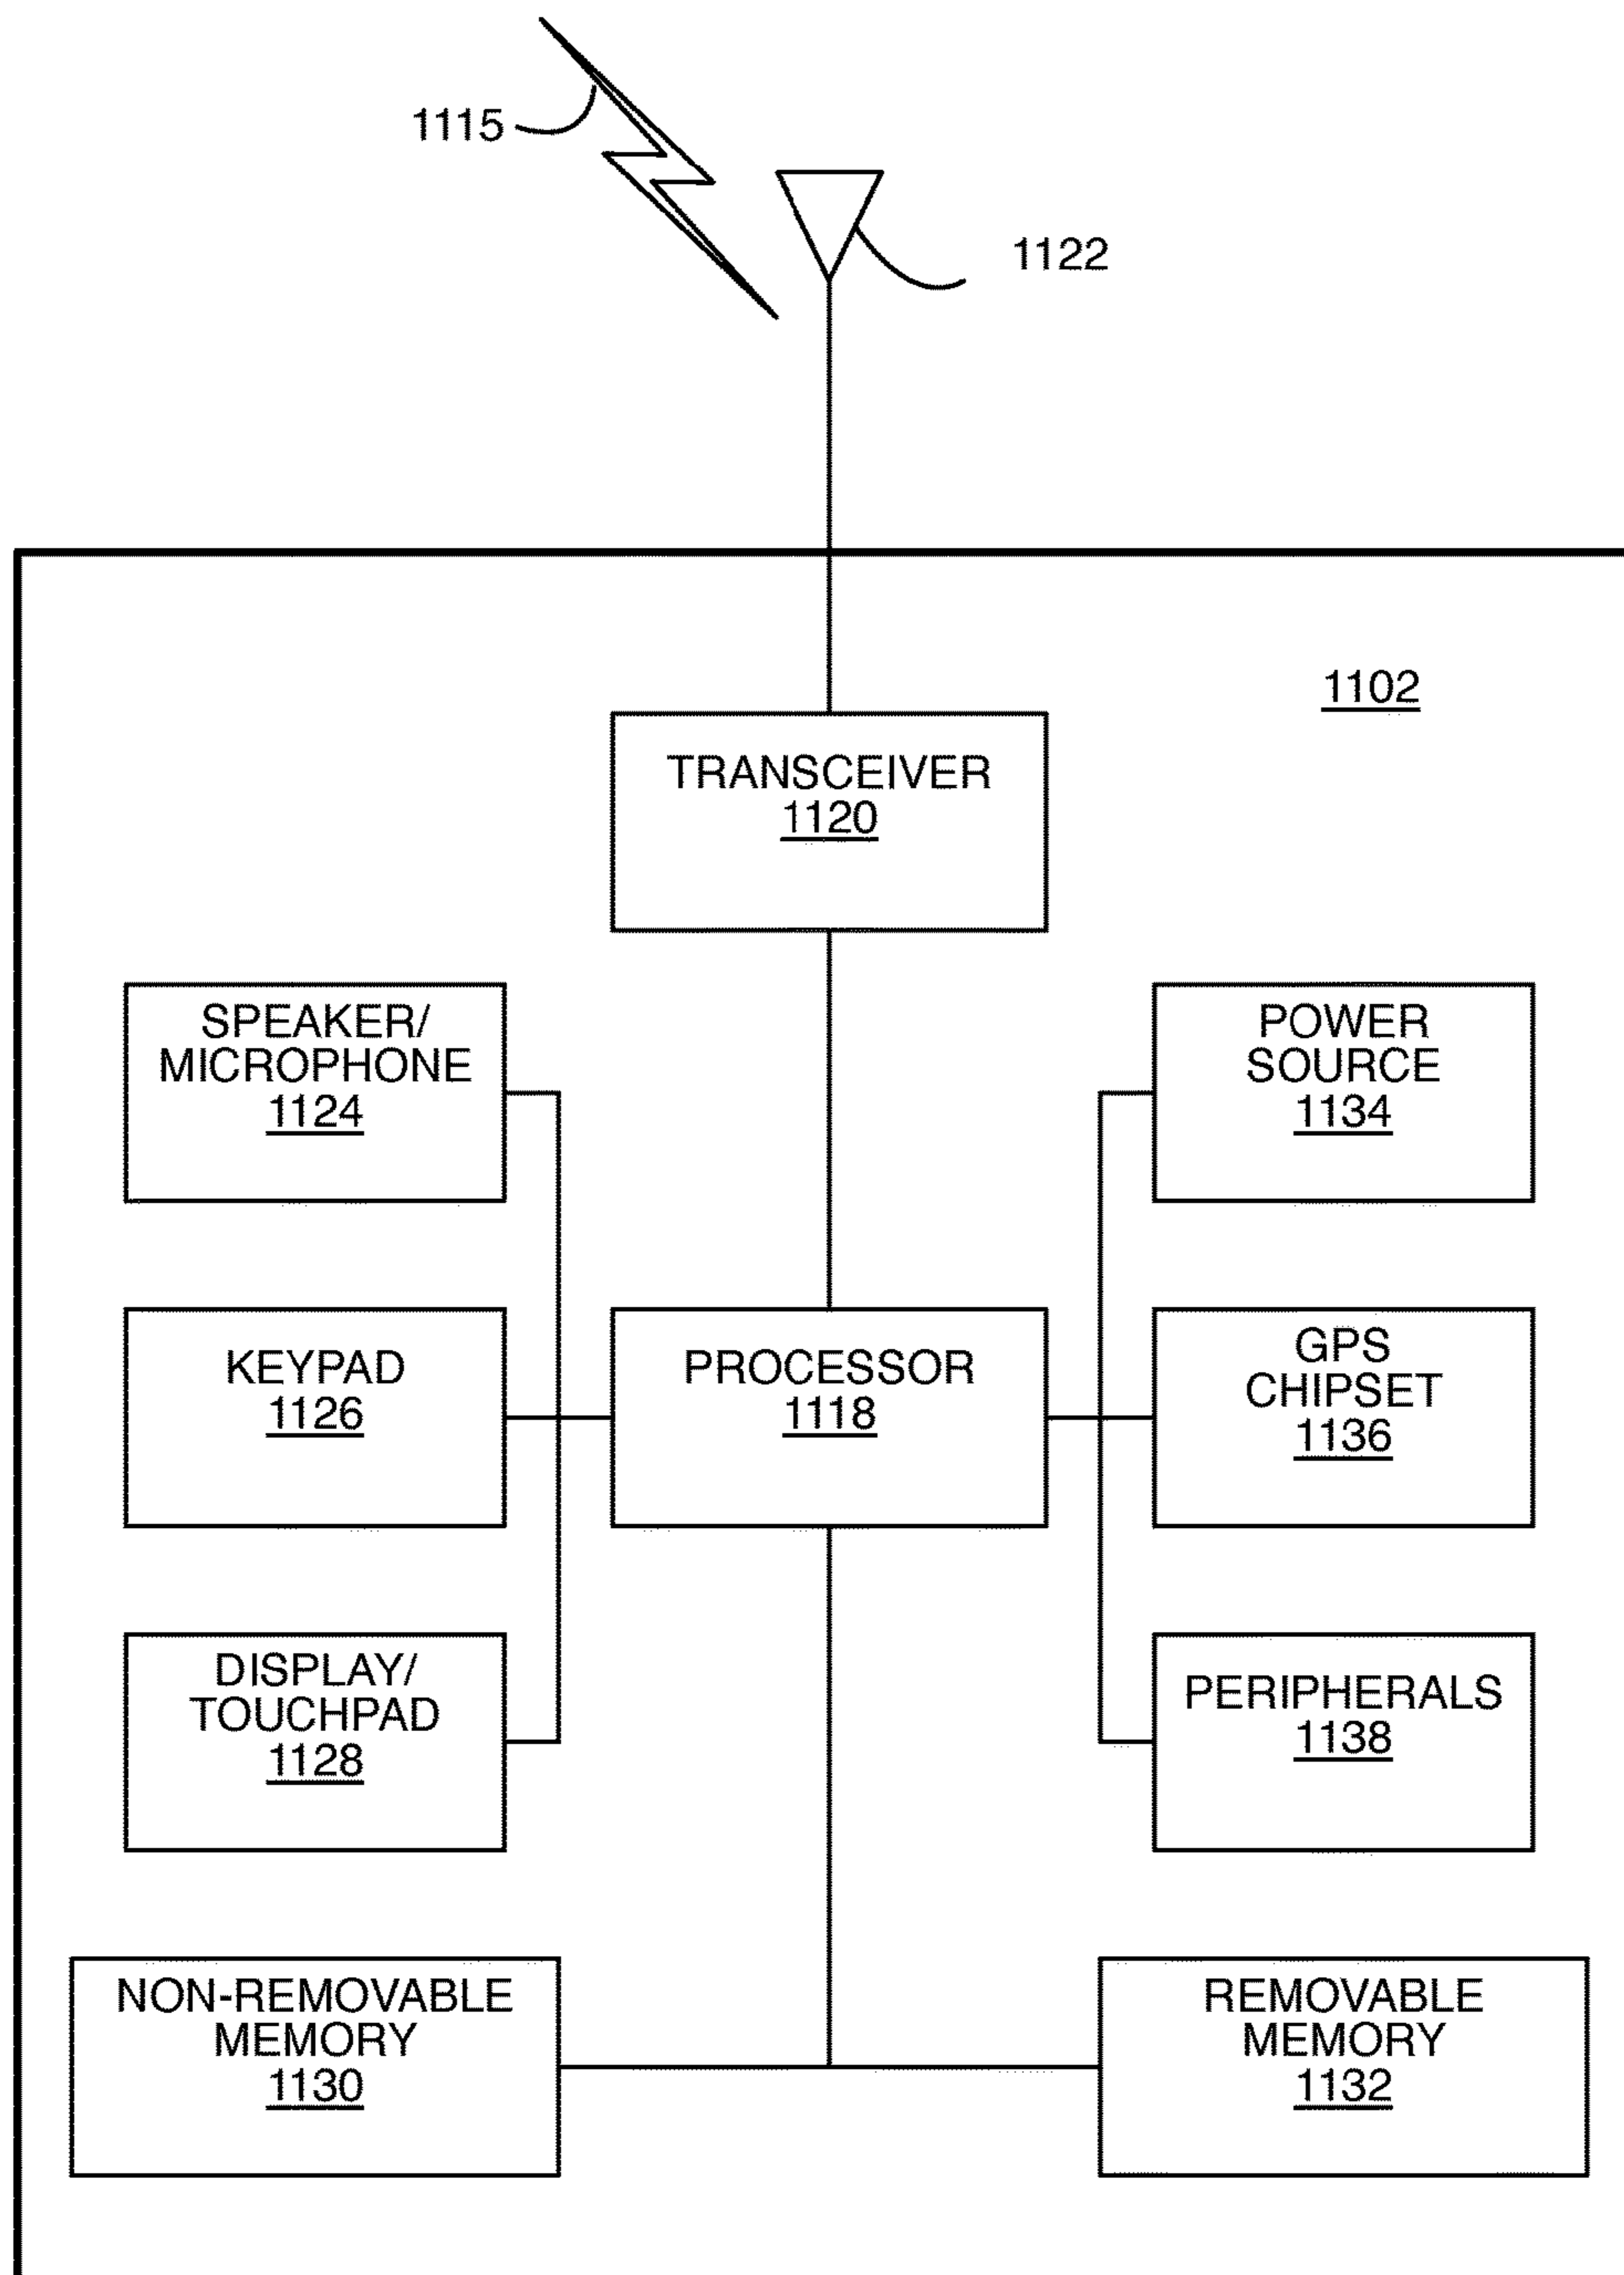 1115
1122
1102
TRANSCEIVER
1120
SPEAKER/
MICROPHONE
1124
POWER
SOURCE
1134
KEYPAD
1126
PROCESSOR
1118
GPS
CHIPSET
1136
DISPLAY/
TOUCHPAD
1128
PERIPHERALS
1138
NON-REMOVABLE
MEMORY
1130
REMOVABLE
MEMORY
1132